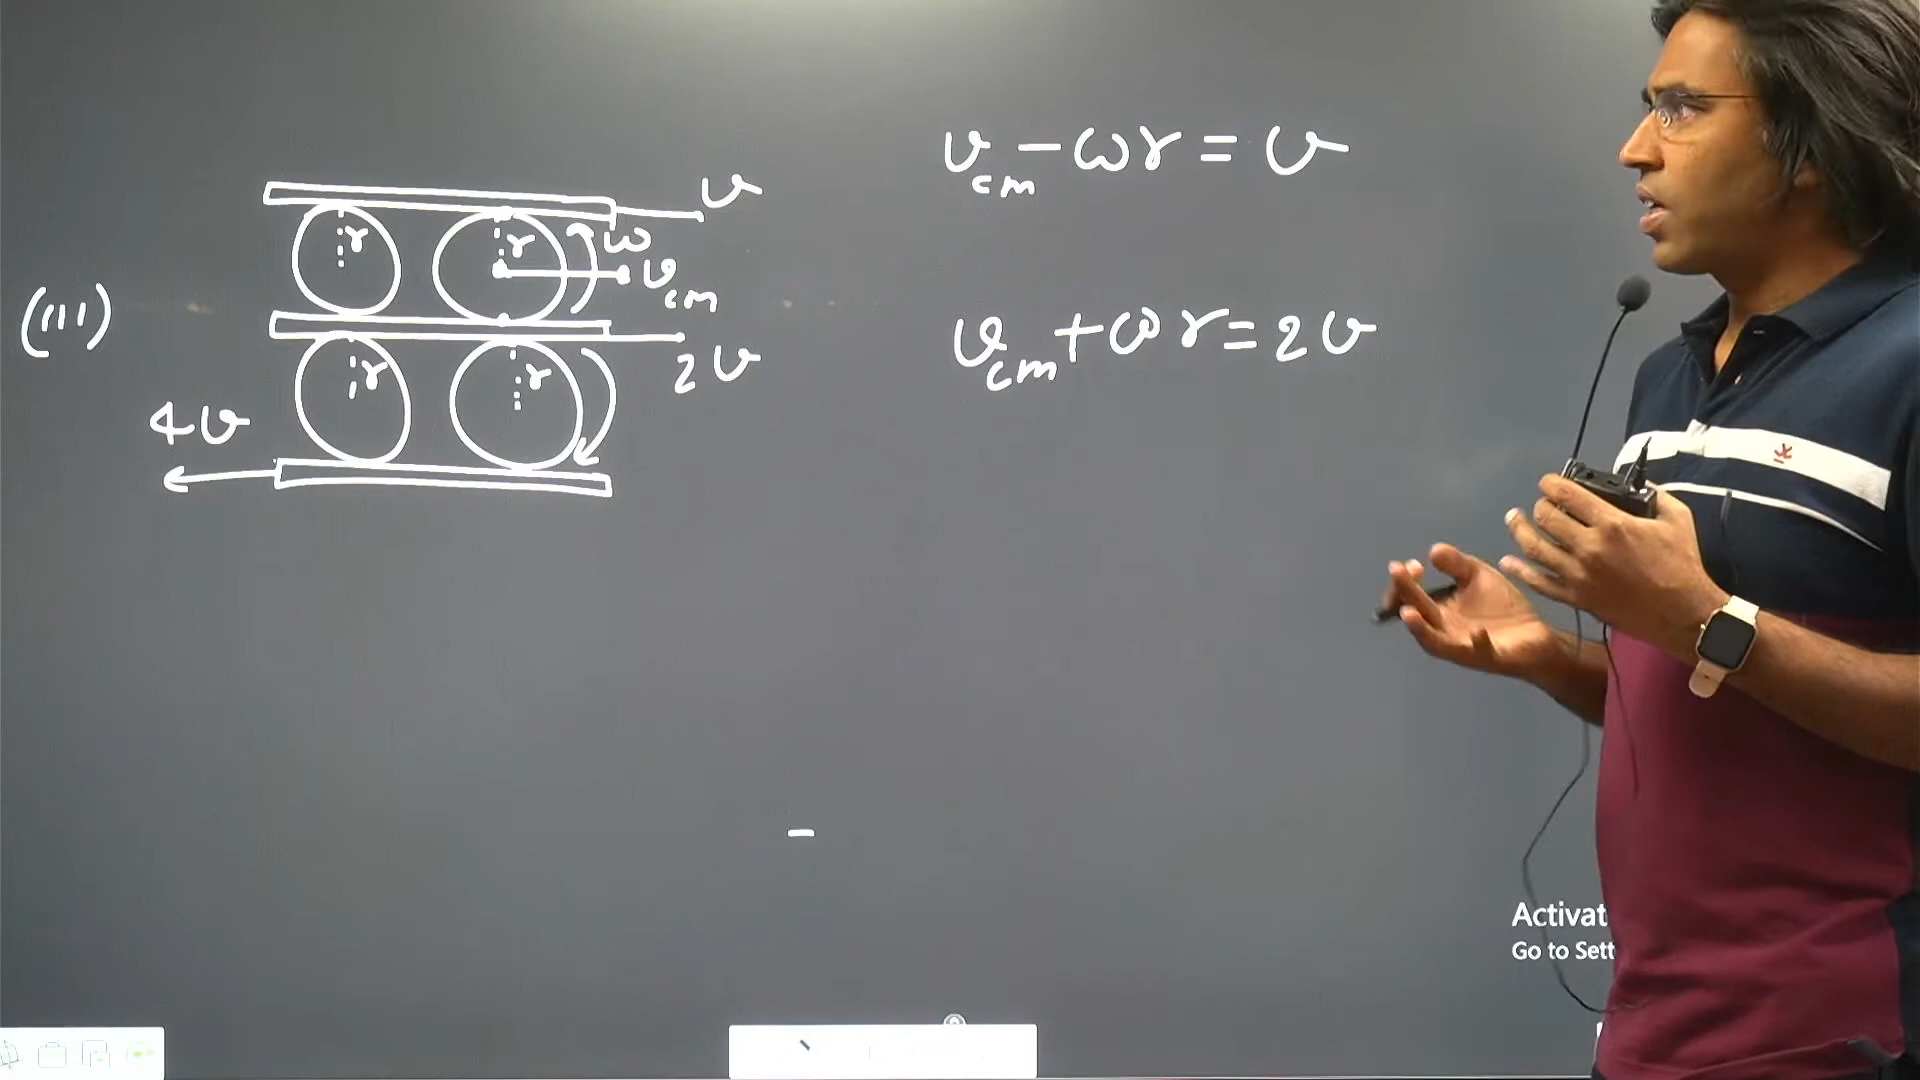 v_cm - ωr = v
v
r
r
ω
v_cm
(III)
v_cm + ωr = 2v
2v
r
r
4v
Activat
Go to Sett